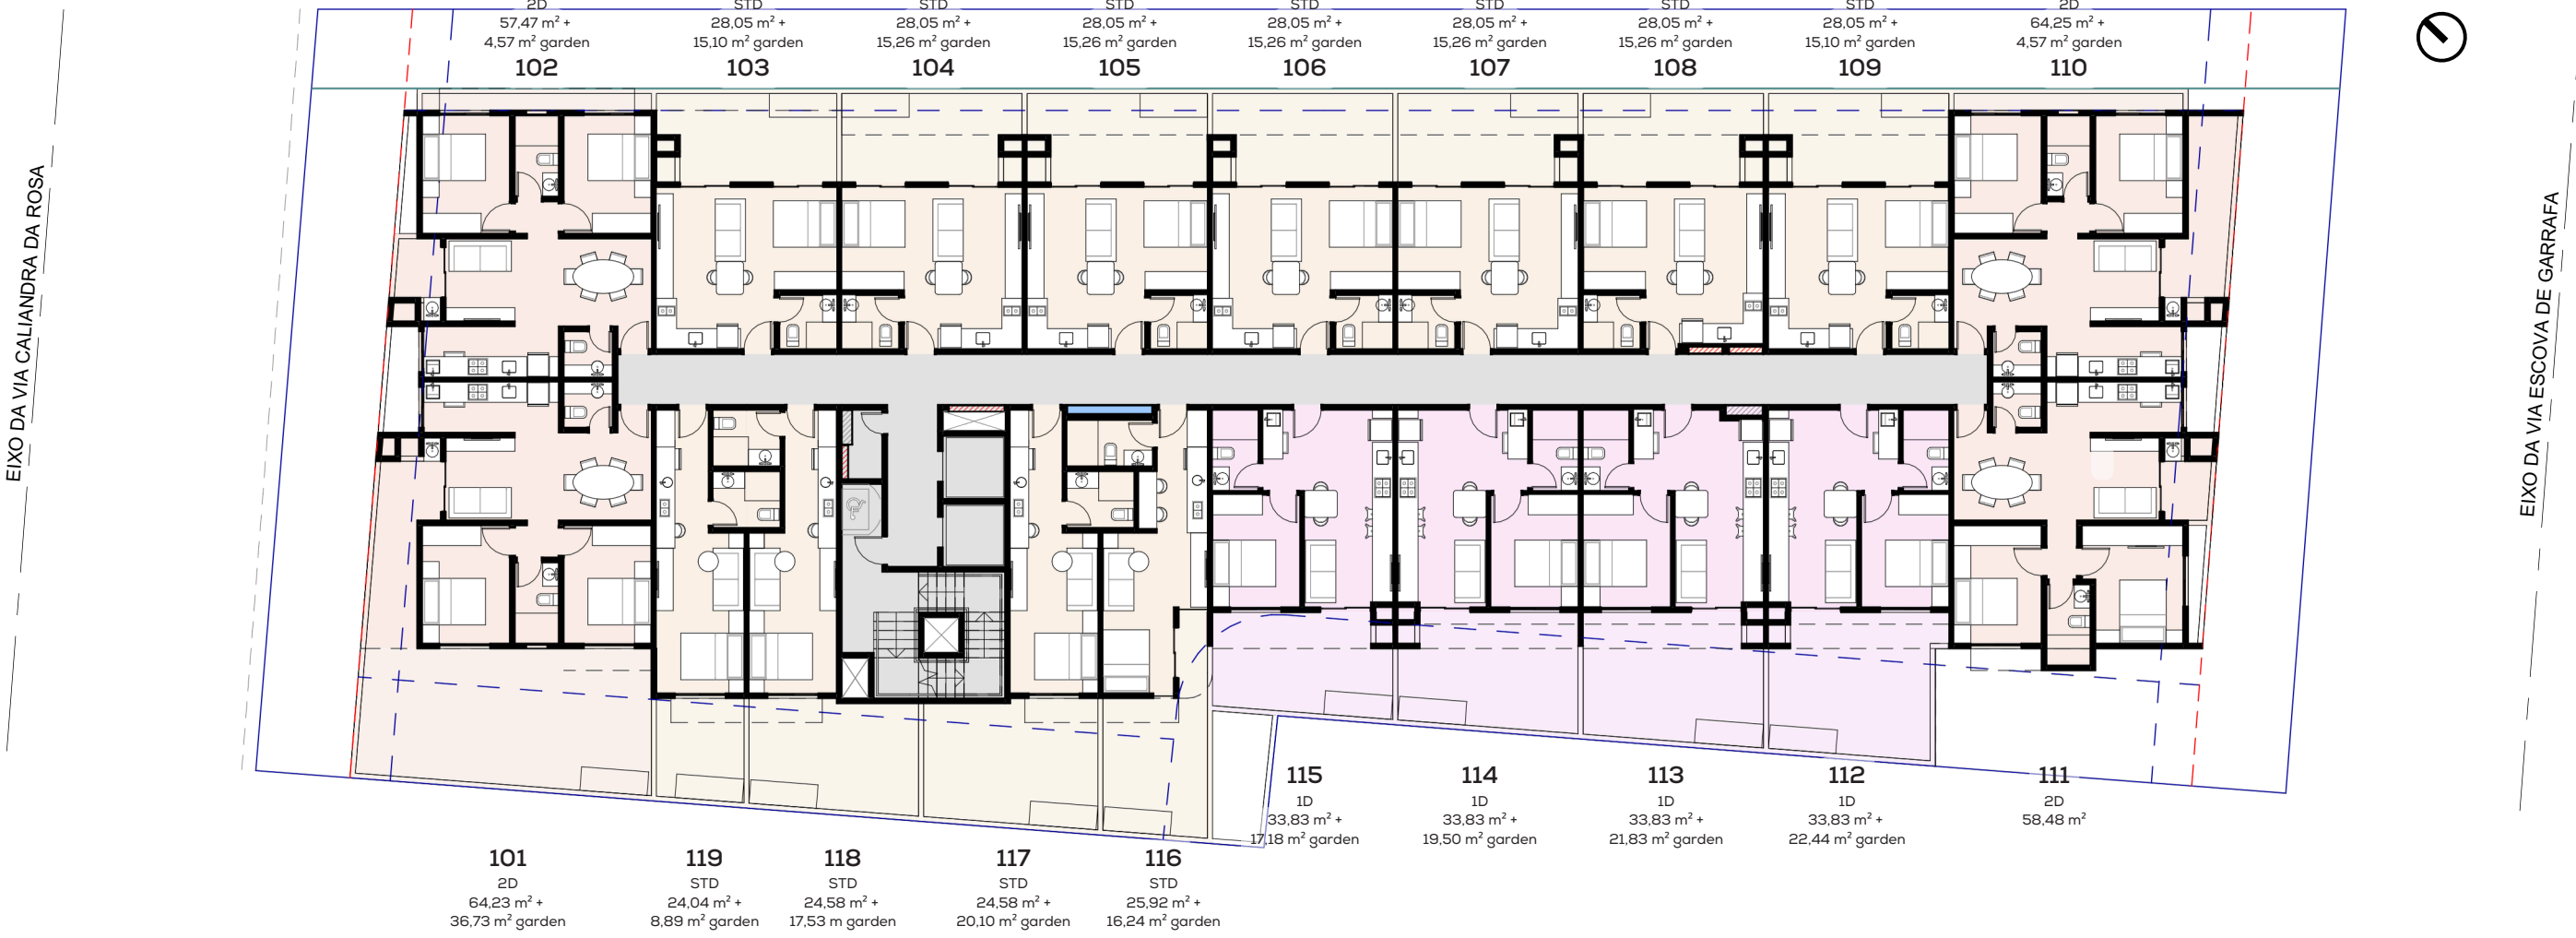 2D
57,47 m² +
4,57 m² garden
102
STD
28,05 m² +
15,10 m² garden
103
STD
28,05 m² +
15,26 m² garden
104
STD
28,05 m² +
15,26 m² garden
105
STD
28,05 m² +
15,26 m² garden
106
STD
28,05 m² +
15,26 m² garden
107
STD
28,05 m² +
15,26 m² garden
108
STD
28,05 m² +
15,10 m² garden
109
2D
64,25 m² +
4,57 m² garden
110
EIXO DA VIA CALIANDRA DA ROSA
EIXO DA VIA ESCOVA DE GARRAFA
115
1D
33,83 m² +
17,18 m² garden
114
1D
33,83 m² +
19,50 m² garden
113
1D
33,83 m² +
21,83 m² garden
112
1D
33,83 m² +
22,44 m² garden
111
2D
58,48 m²
101
2D
64,23 m² +
36,73 m² garden
119
STD
24,04 m² +
8,89 m² garden
118
STD
24,58 m² +
17,53 m garden
117
STD
24,58 m² +
20,10 m² garden
116
STD
25,92 m² +
16,24 m² garden